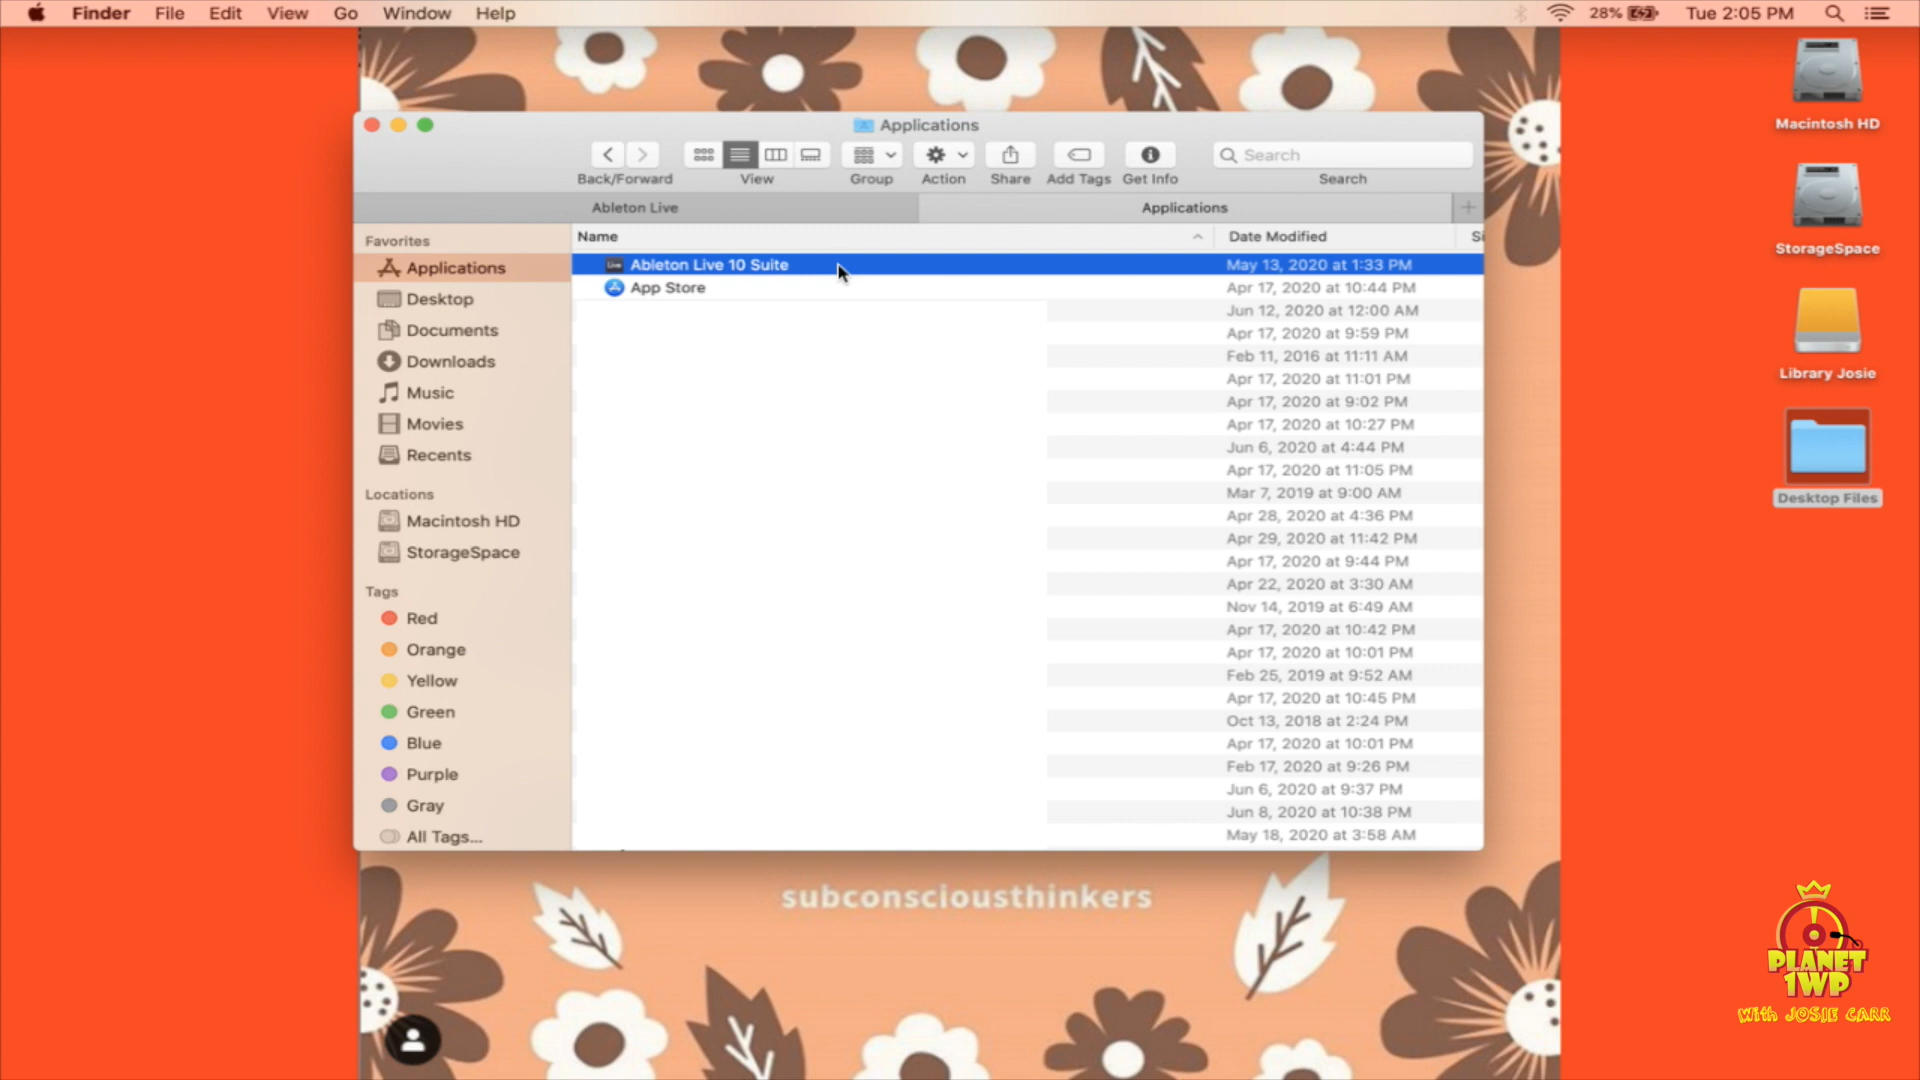 Finder File Edit View Go Window Help 28% Tue 2:05 PM
Macintosh HD
StorageSpace
Library Josie
Desktop Files
Applications
Search
Back/Forward View Group Action Share Add Tags Get Info Search
Ableton Live Applications
Favorites
Applications
Desktop
Documents
Downloads
Music
Movies
Recents
Locations
Macintosh HD
StorageSpace
Tags
Red
Orange
Yellow
Green
Blue
Purple
Gray
All Tags...
Name Date Modified Si
Ableton Live 10 Suite May 13, 2020 at 1:33 PM
App Store Apr 17, 2020 at 10:44 PM
Jun 12, 2020 at 12:00 AM
Apr 17, 2020 at 9:59 PM
Feb 11, 2016 at 11:11 AM
Apr 17, 2020 at 11:01 PM
Apr 17, 2020 at 9:02 PM
Apr 17, 2020 at 10:27 PM
Jun 6, 2020 at 4:44 PM
Apr 17, 2020 at 11:05 PM
Mar 7, 2019 at 9:00 AM
Apr 28, 2020 at 4:36 PM
Apr 29, 2020 at 11:42 PM
Apr 17, 2020 at 9:44 PM
Apr 22, 2020 at 3:30 AM
Nov 14, 2019 at 6:49 AM
Apr 17, 2020 at 10:42 PM
Apr 17, 2020 at 10:01 PM
Feb 25, 2019 at 9:52 AM
Apr 17, 2020 at 10:45 PM
Oct 13, 2018 at 2:24 PM
Apr 17, 2020 at 10:01 PM
Feb 17, 2020 at 9:26 PM
Jun 6, 2020 at 9:37 PM
Jun 8, 2020 at 10:38 PM
May 18, 2020 at 3:58 AM
subconsciousthinkers
PLANET
1WP
With JOSIE CARR